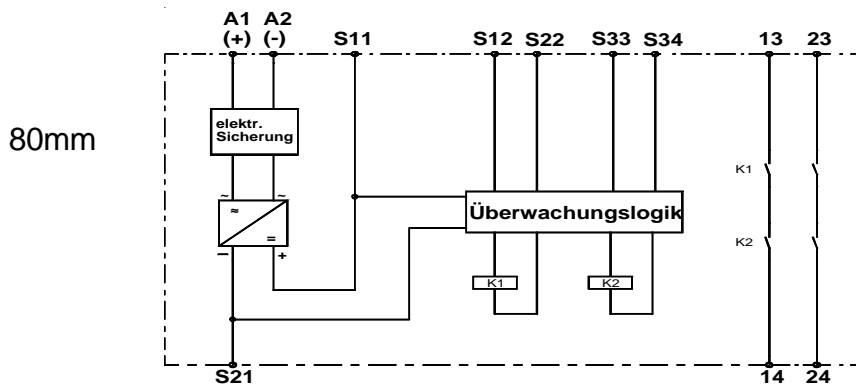 A1 A2
(+) (-) S11 S12 S22 S33 S34 13 23
80mm
elektr.
Sicherung
~ ~
≈
=
– +
K1
Überwachungslogik
K2
K1 K2
S21 14 24